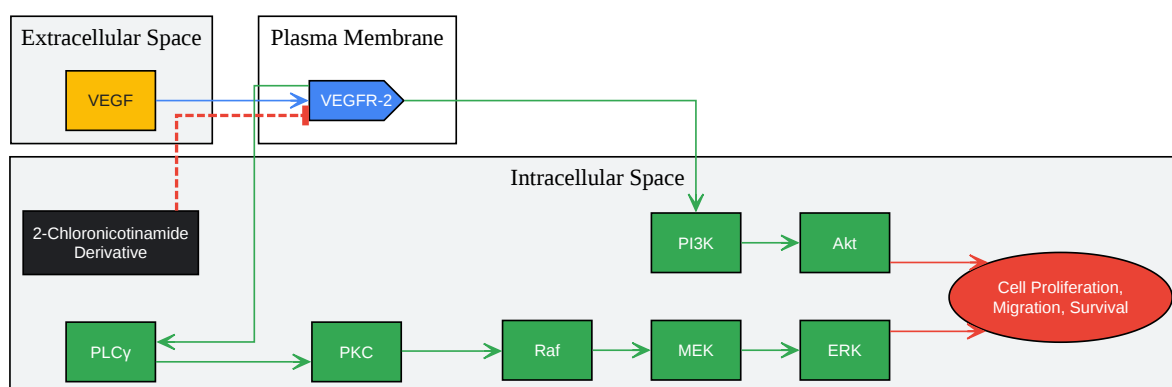 Extracellular Space
Plasma Membrane
VEGF
VEGFR-2
Intracellular Space
2-Chloronicotinamide
Derivative
PI3K
Akt
Cell Proliferation,
Migration, Survival
PLCγ
PKC
Raf
MEK
ERK